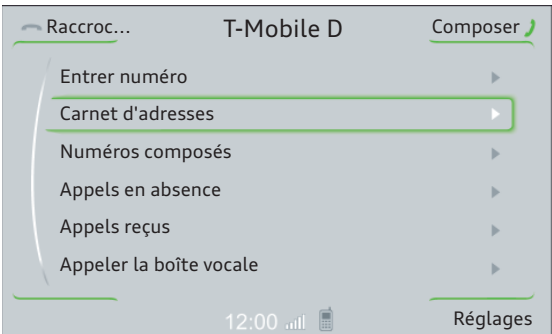 Raccroc... T-Mobile D Composer
Entrer numéro
Carnet d'adresses
Numéros composés
Appels en absence
Appels reçus
Appeler la boîte vocale
12:00 Réglages